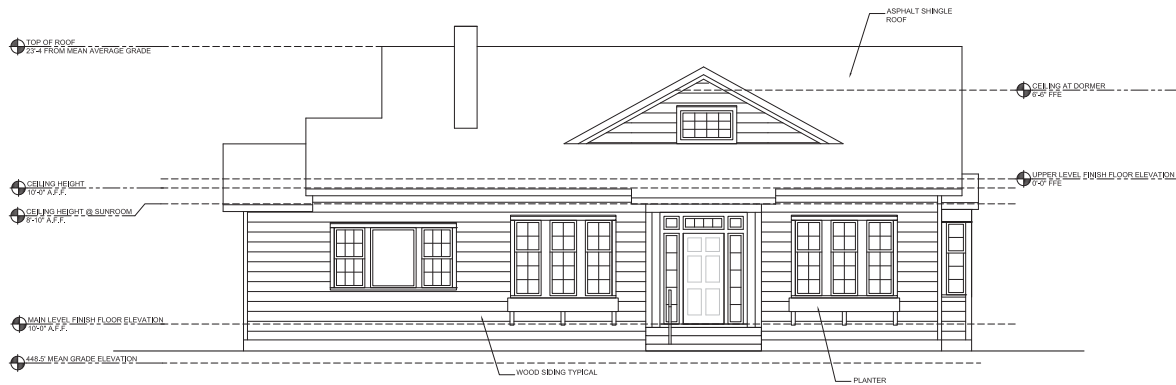 ASPHALT SHINGLE
ROOF
TOP OF ROOF
23'-4 FROM MEAN AVERAGE GRADE
CEILING AT DORMER
6'-6" FFE
UPPER LEVEL FINISH FLOOR ELEVATION
0'-0" FFE
CEILING HEIGHT
10'-0" A.F.F.
CEILING HEIGHT @ SUNROOM
8'-10" A.F.F.
MAIN LEVEL FINISH FLOOR ELEVATION
10'-0" A.F.F.
448.5' MEAN GRADE ELEVATION
WOOD SIDING TYPICAL
PLANTER